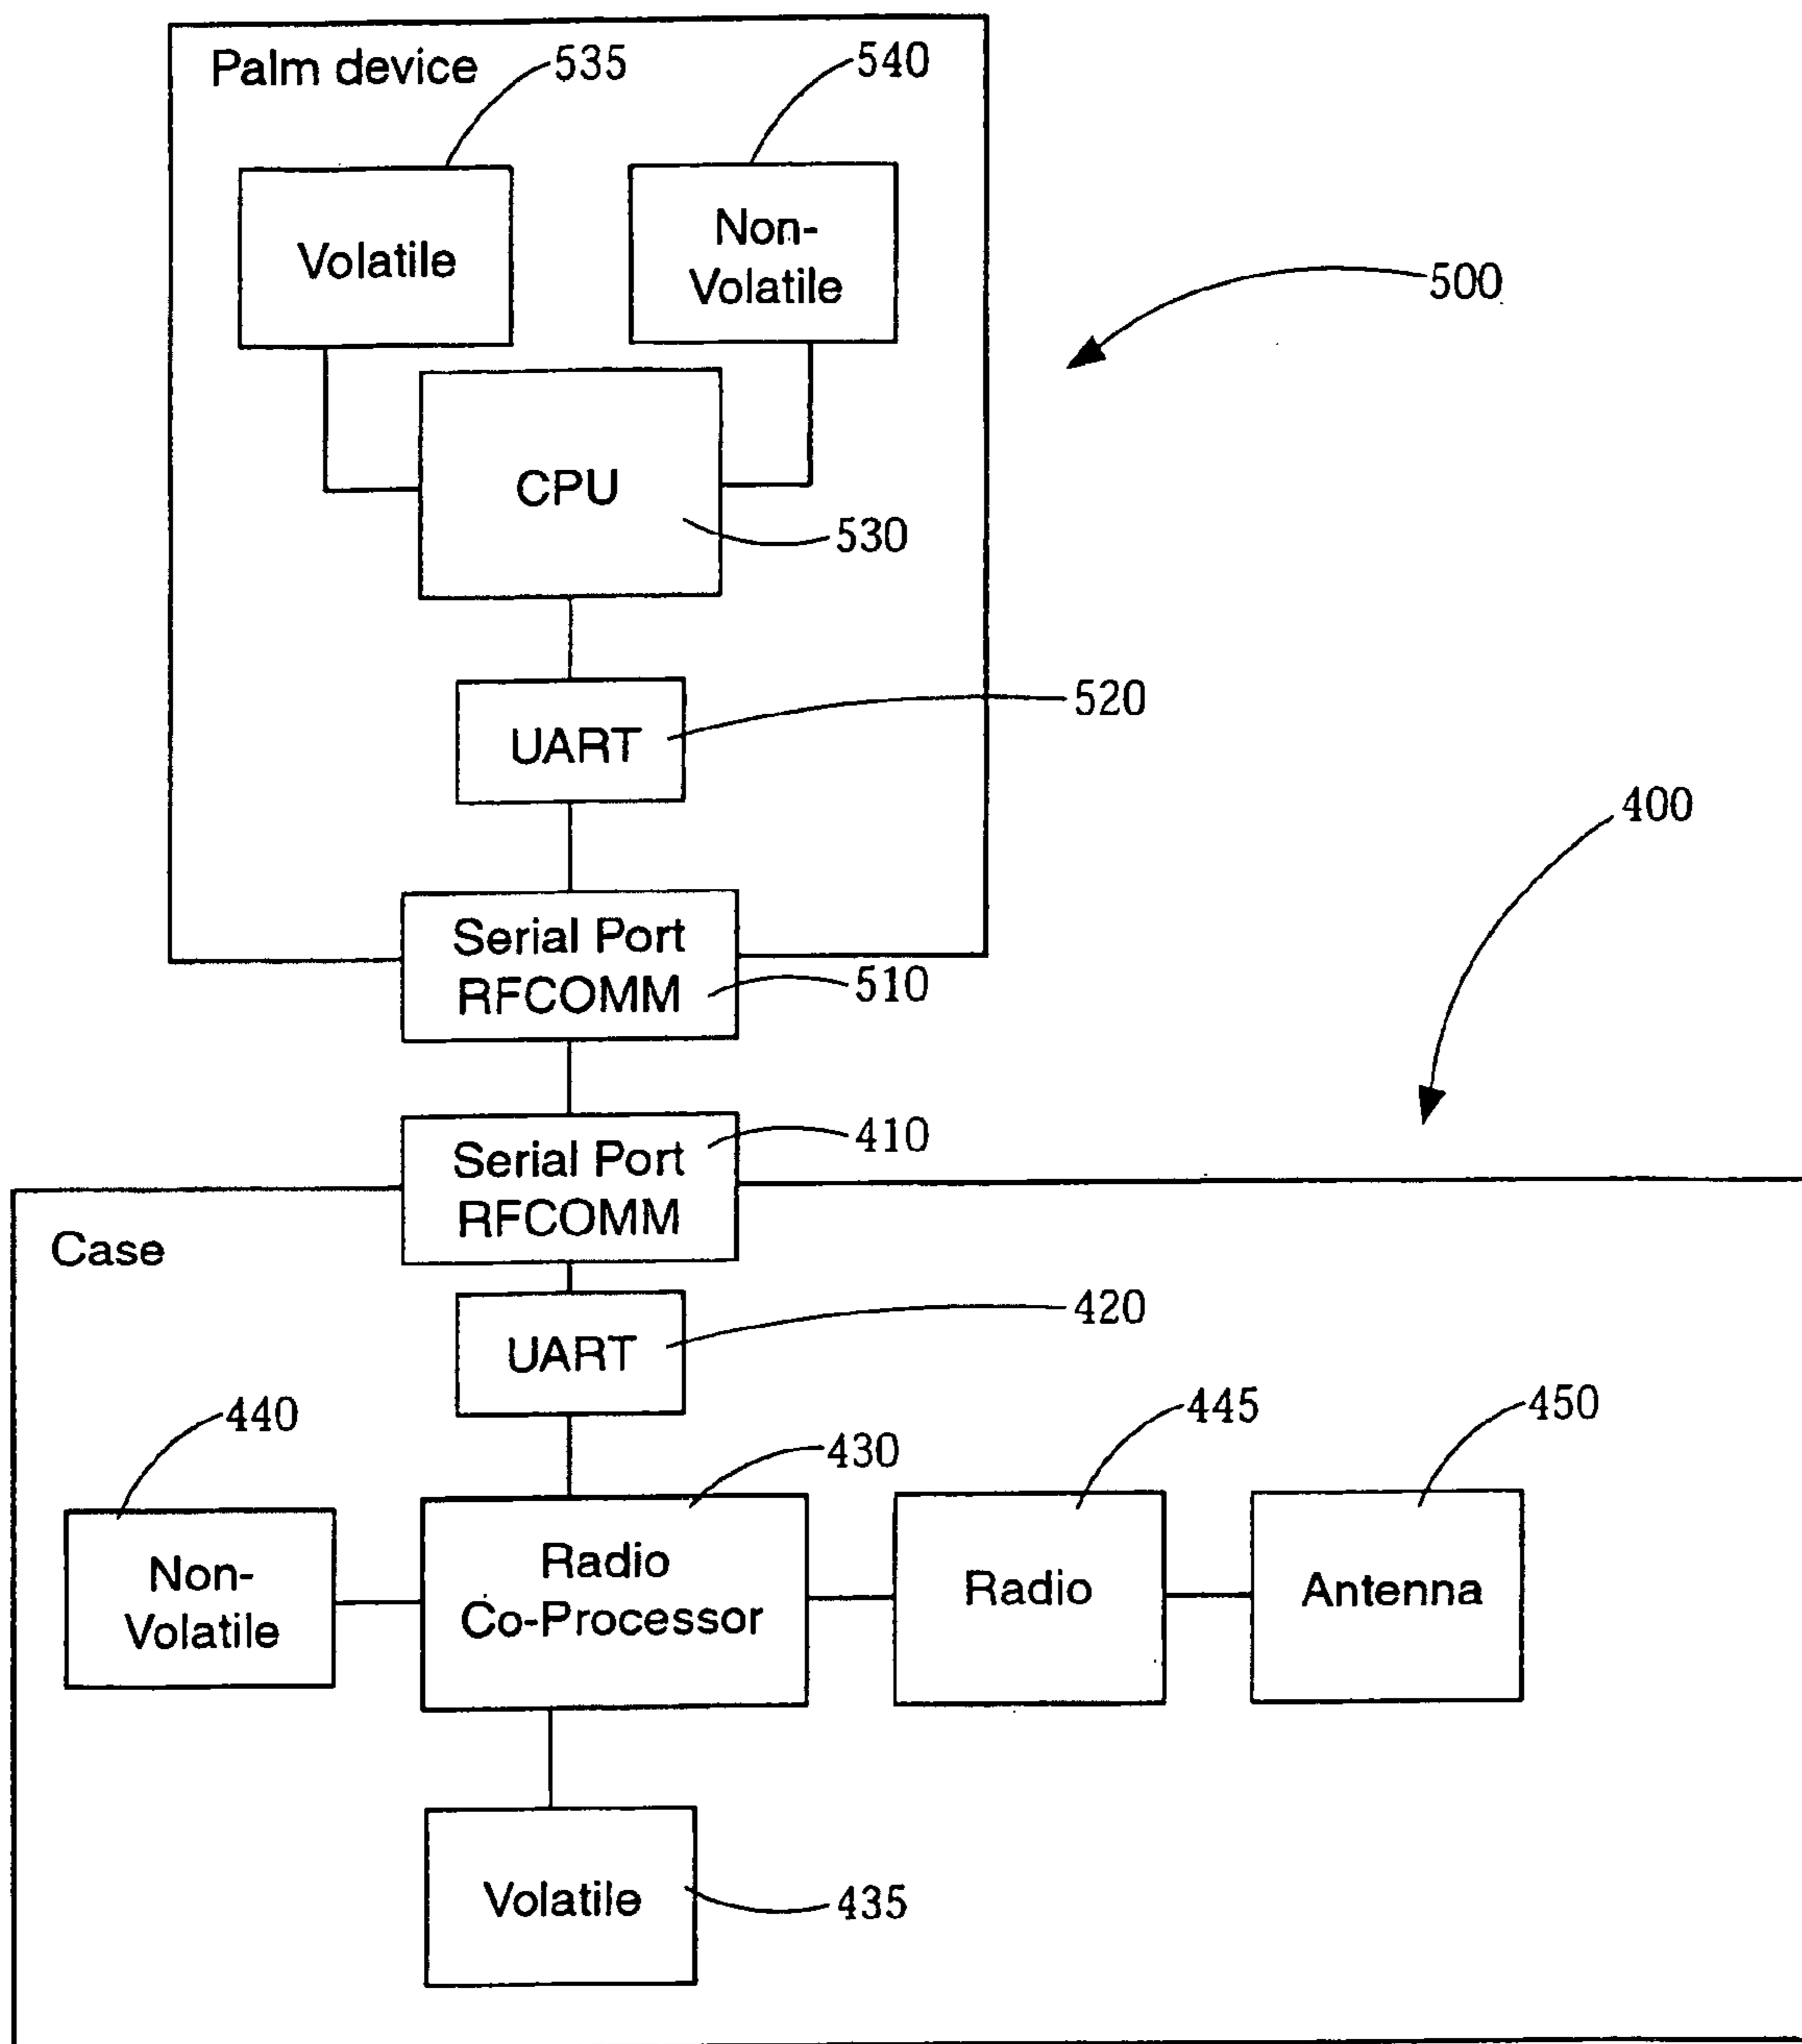 Palm device
535
540
Volatile
Non-
Volatile
500
CPU
530
UART
520
400
Serial Port
RFCOMM
510
Serial Port
RFCOMM
410
Case
UART
420
440
430
445
450
Non-
Volatile
Radio
Co-Processor
Radio
Antenna
Volatile
435